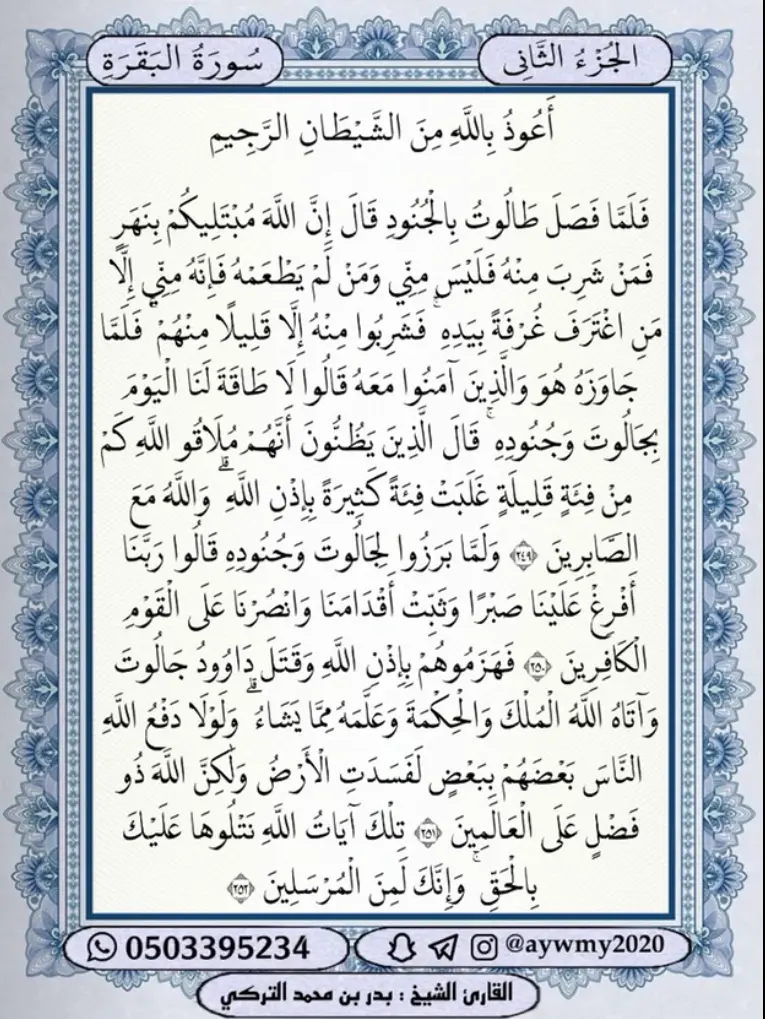 الجُزْءُ الثَّانِى
سُورَةُ البَقَرَةِ
أَعُوذُ بِاللَّهِ مِنَ الشَّيْطَانِ الرَّجِيمِ
فَلَمَّا فَصَلَ طَالُوتُ بِالْجُنُودِ قَالَ إِنَّ اللَّهَ مُبْتَلِيكُمْ بِنَهَرٍ
فَمَنْ شَرِبَ مِنْهُ فَلَيْسَ مِنِّي وَمَنْ لَمْ يَطْعَمْهُ فَإِنَّهُ مِنِّي إِلَّا
مَنِ اغْتَرَفَ غُرْفَةً بِيَدِهِ ۚ فَشَرِبُوا مِنْهُ إِلَّا قَلِيلًا مِنْهُمْ ۚ فَلَمَّا
جَاوَزَهُ هُوَ وَالَّذِينَ آمَنُوا مَعَهُ قَالُوا لَا طَاقَةَ لَنَا الْيَوْمَ
بِجَالُوتَ وَجُنُودِهِ ۚ قَالَ الَّذِينَ يَظُنُّونَ أَنَّهُمْ مُلَاقُو اللَّهِ كَمْ
مِنْ فِئَةٍ قَلِيلَةٍ غَلَبَتْ فِئَةً كَثِيرَةً بِإِذْنِ اللَّهِ ۗ وَاللَّهُ مَعَ
الصَّابِرِينَ ﴿٢٤٩﴾ وَلَمَّا بَرَزُوا لِجَالُوتَ وَجُنُودِهِ قَالُوا رَبَّنَا
أَفْرِغْ عَلَيْنَا صَبْرًا وَثَبِّتْ أَقْدَامَنَا وَانْصُرْنَا عَلَى الْقَوْمِ
الْكَافِرِينَ ﴿٢٥٠﴾ فَهَزَمُوهُمْ بِإِذْنِ اللَّهِ وَقَتَلَ دَاوُودُ جَالُوتَ
وَآتَاهُ اللَّهُ الْمُلْكَ وَالْحِكْمَةَ وَعَلَّمَهُ مِمَّا يَشَاءُ ۗ وَلَوْلَا دَفْعُ اللَّهِ
النَّاسَ بَعْضَهُمْ بِبَعْضٍ لَفَسَدَتِ الْأَرْضُ وَلَٰكِنَّ اللَّهَ ذُو
فَضْلٍ عَلَى الْعَالَمِينَ ﴿٢٥١﴾ تِلْكَ آيَاتُ اللَّهِ نَتْلُوهَا عَلَيْكَ
بِالْحَقِّ ۚ وَإِنَّكَ لَمِنَ الْمُرْسَلِينَ ﴿٢٥٢﴾
@aywmy2020
0503395234
القارئ الشيخ : بدر بن محمد التركي